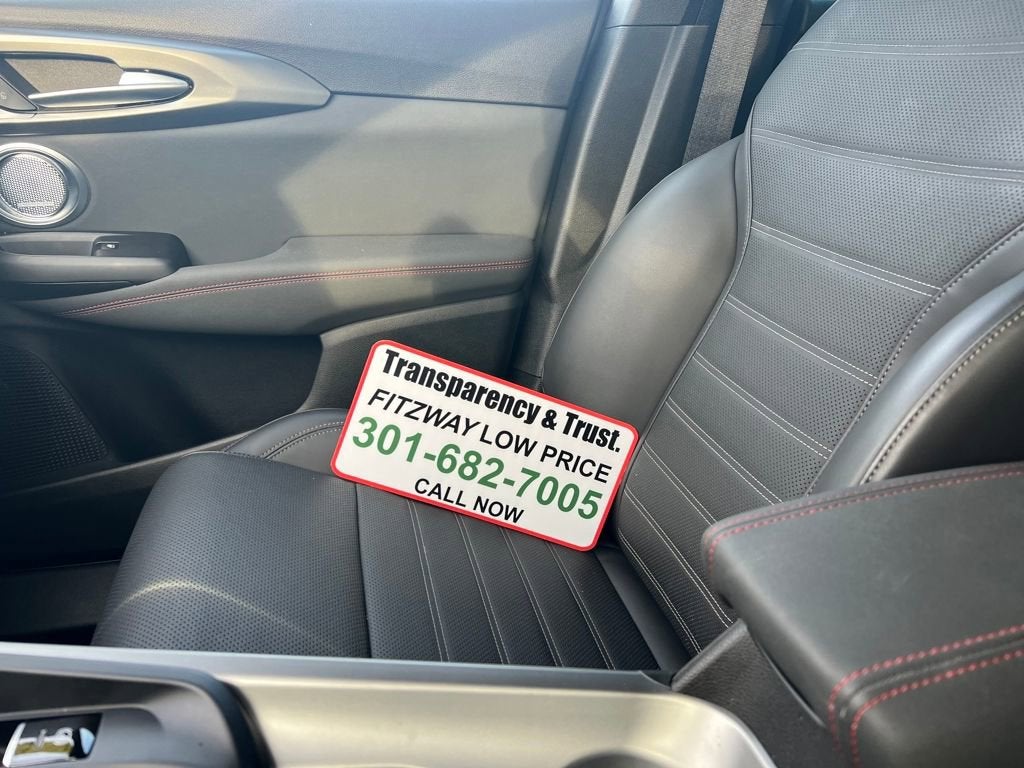 Transparency & Trust.
FITZWAY LOW PRICE
301-682-7005
CALL NOW